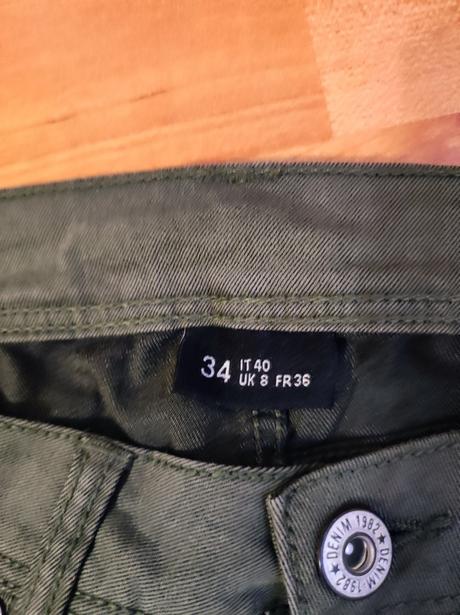 34 IT 40
UK 8 FR 36
★ DENIM 1982 ★ DENIM 1982